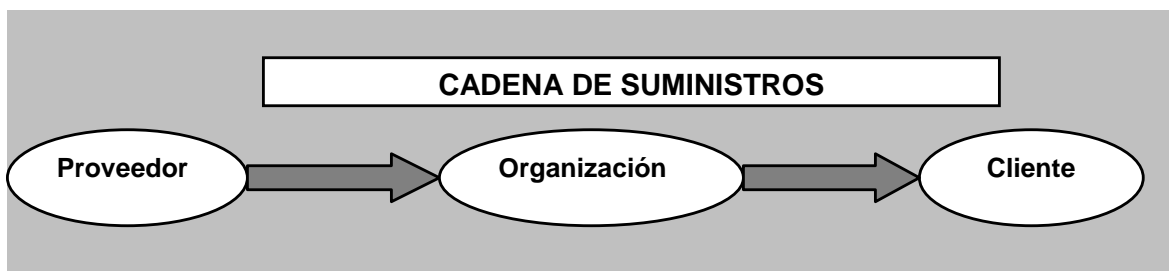 CADENA DE SUMINISTROS
Proveedor
Organización
Cliente